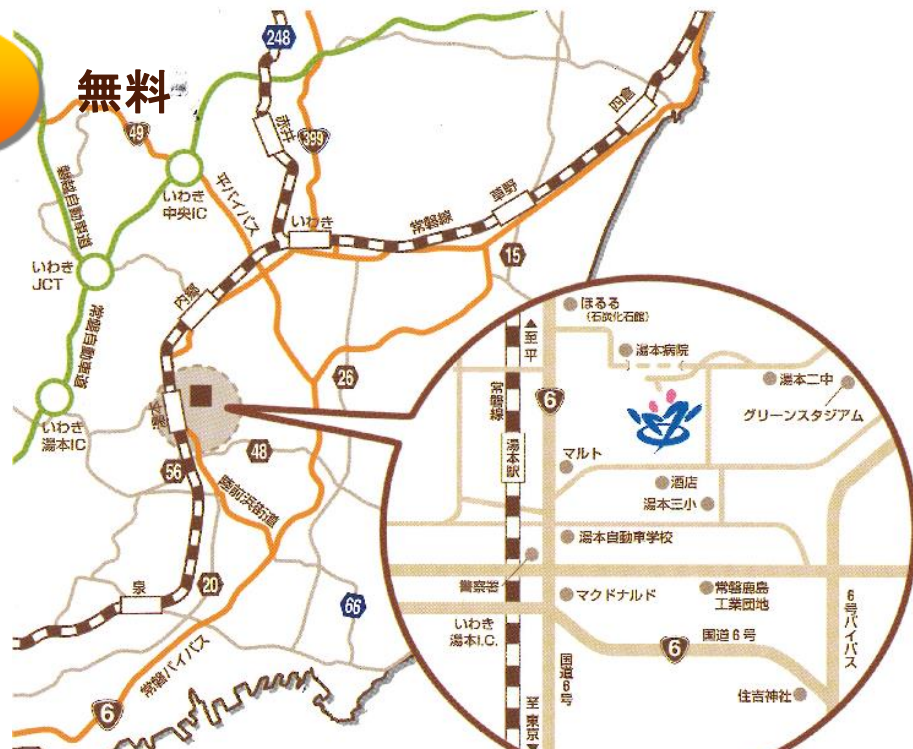 無料
248
49
赤井
399
四倉
磐越自動車道
いわき
中央IC
平バイパス
いわき
常磐線
草野
いわき
JCT
15
内郷
常磐自動車道
26
湯本
いわき
湯本IC
48
56
陸前浜街道
泉
20
66
常磐バイパス
6
ほるる
(石炭化石館)
▲至 平
湯本病院
常磐線
6
湯本二中
グリーンスタジアム
湯本駅
マルト
酒店
湯本三小
湯本自動車学校
警察署
マクドナルド
常磐鹿島
工業団地
いわき
湯本I.C.
国道6号
6
6号バイパス
国道6号
住吉神社
至 東京▼